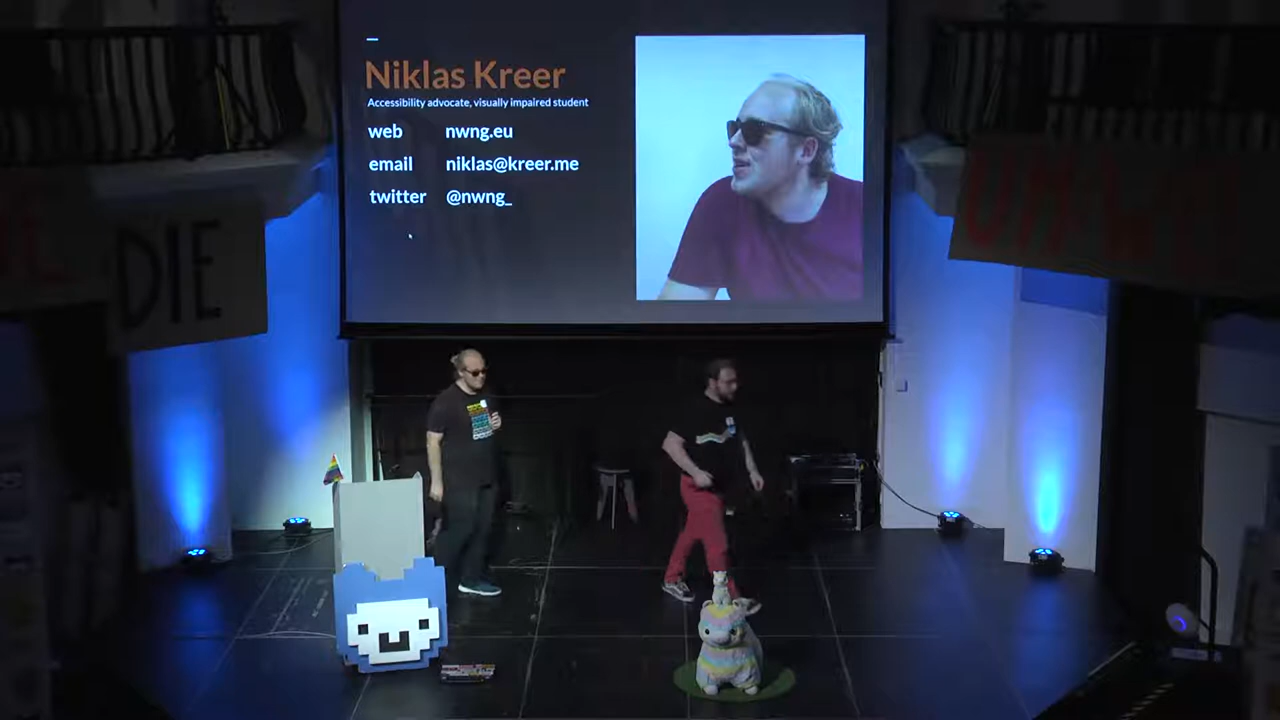 Niklas Kreer
Accessibility advocate, visually impaired student
web nwng.eu
email niklas@kreer.me
twitter @nwng_
DIE